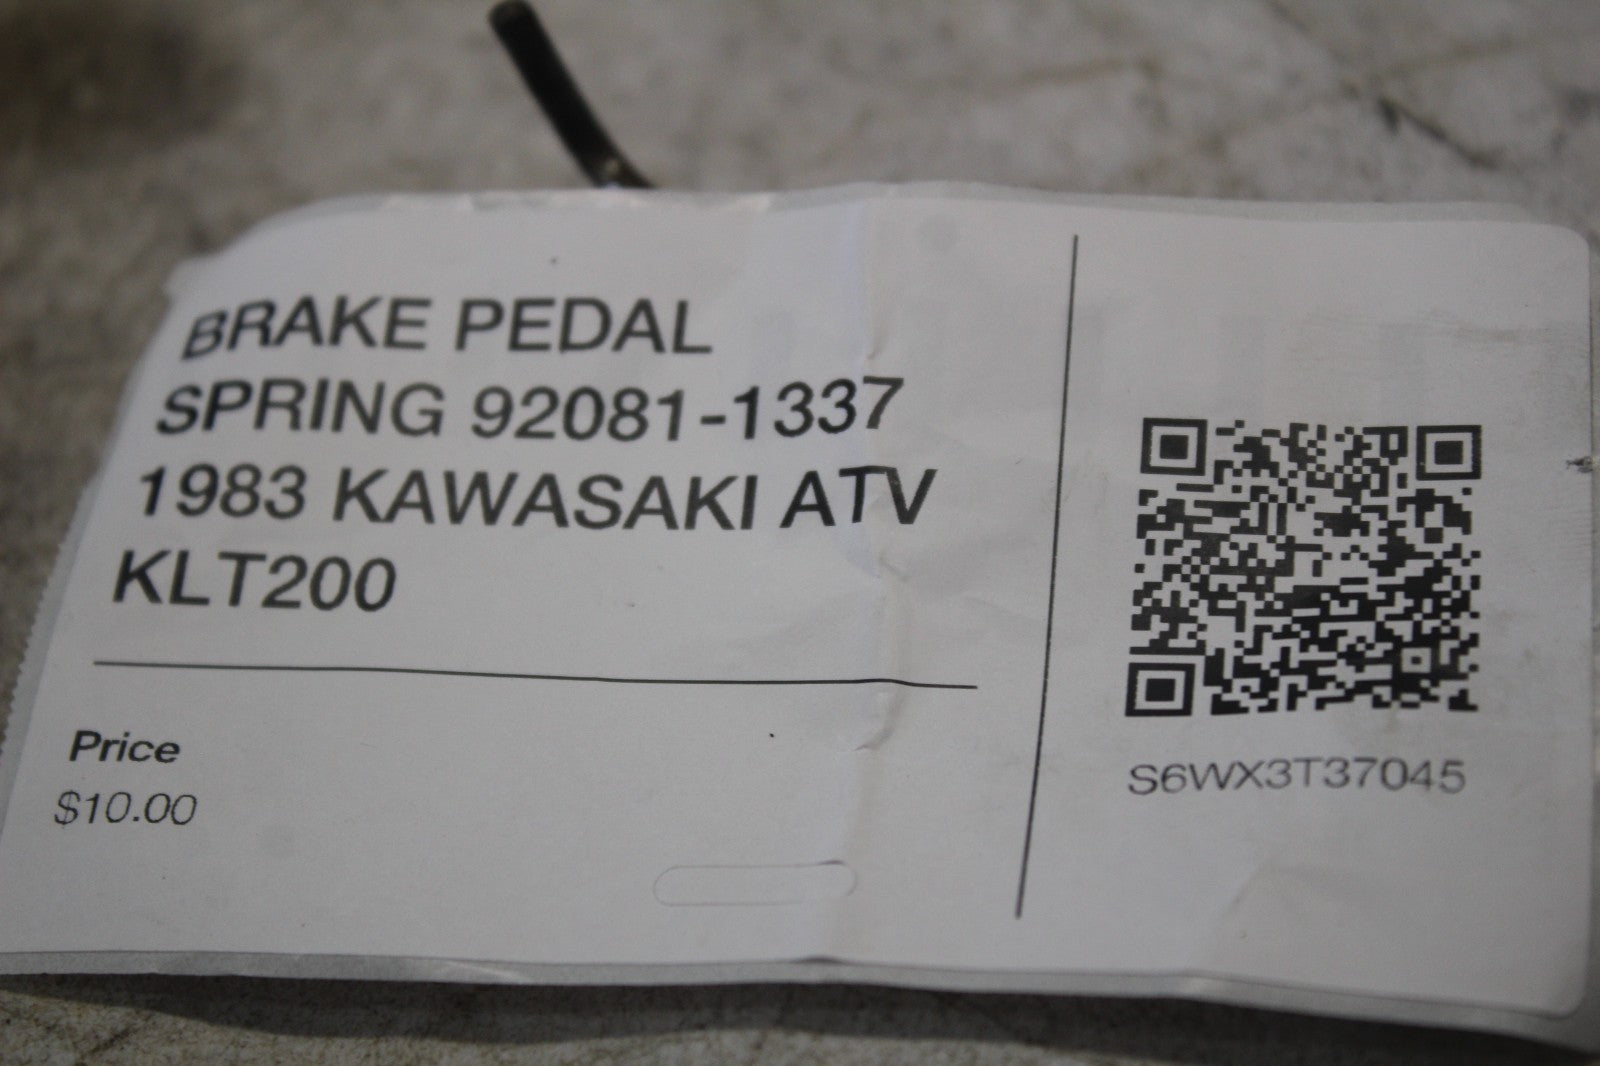 BRAKE PEDAL
SPRING 92081-1337
1983 KAWASAKI ATV
KLT200
Price
$10.00
S6WX3T37045